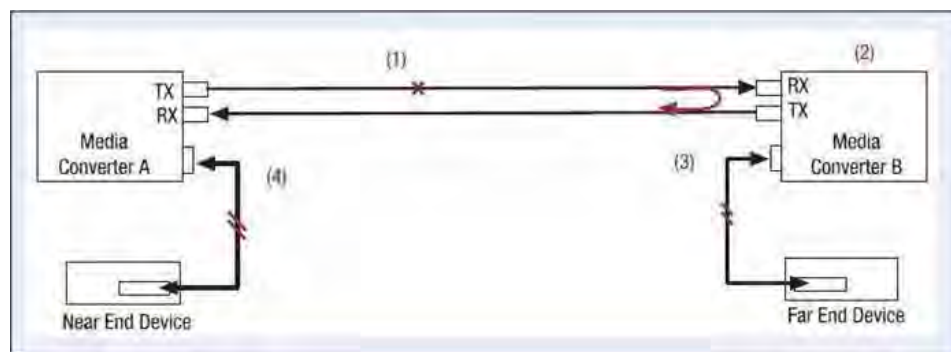 (1)
(2)
TX
RX
RX
TX
Media
Converter A
Media
Converter B
(3)
(4)
Near End Device
Far End Device